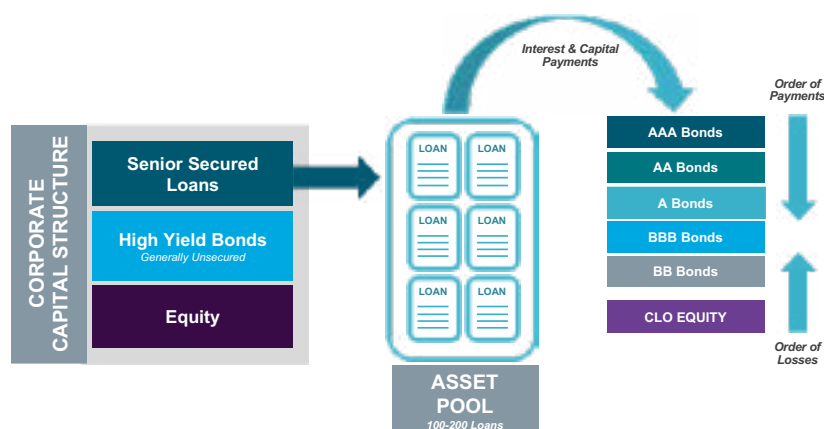 CORPORATE
CAPITAL STRUCTURE
Senior Secured
Loans
High Yield Bonds
Generally Unsecured
Equity
LOAN
LOAN
LOAN
LOAN
LOAN
LOAN
ASSET
POOL
100-200 Loans
Interest & Capital
Payments
AAA Bonds
AA Bonds
A Bonds
BBB Bonds
BB Bonds
CLO EQUITY
Order of
Payments
Order of
Losses